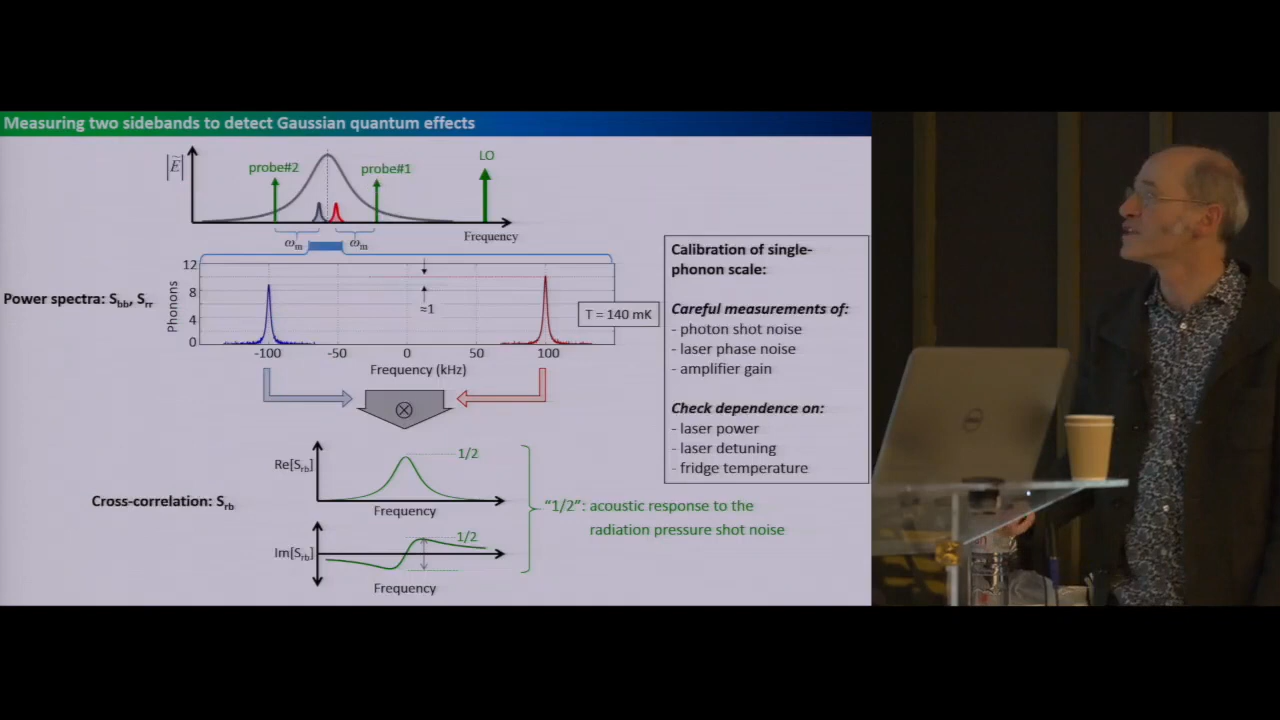 Measuring two sidebands to detect Gaussian quantum effects
|Ẽ|
probe#2
probe#1
LO
ωm
ωm
Frequency
Power spectra: Sbb, Srr
Phonons
12
8
4
0
≈1
T = 140 mK
-100
-50
0
50
100
Frequency (kHz)
Calibration of single-
phonon scale:
Careful measurements of:
- photon shot noise
- laser phase noise
- amplifier gain
Check dependence on:
- laser power
- laser detuning
- fridge temperature
Cross-correlation: Srb
Re[Srb]
1/2
Frequency
Im[Srb]
1/2
Frequency
"1/2": acoustic response to the
radiation pressure shot noise
DELL